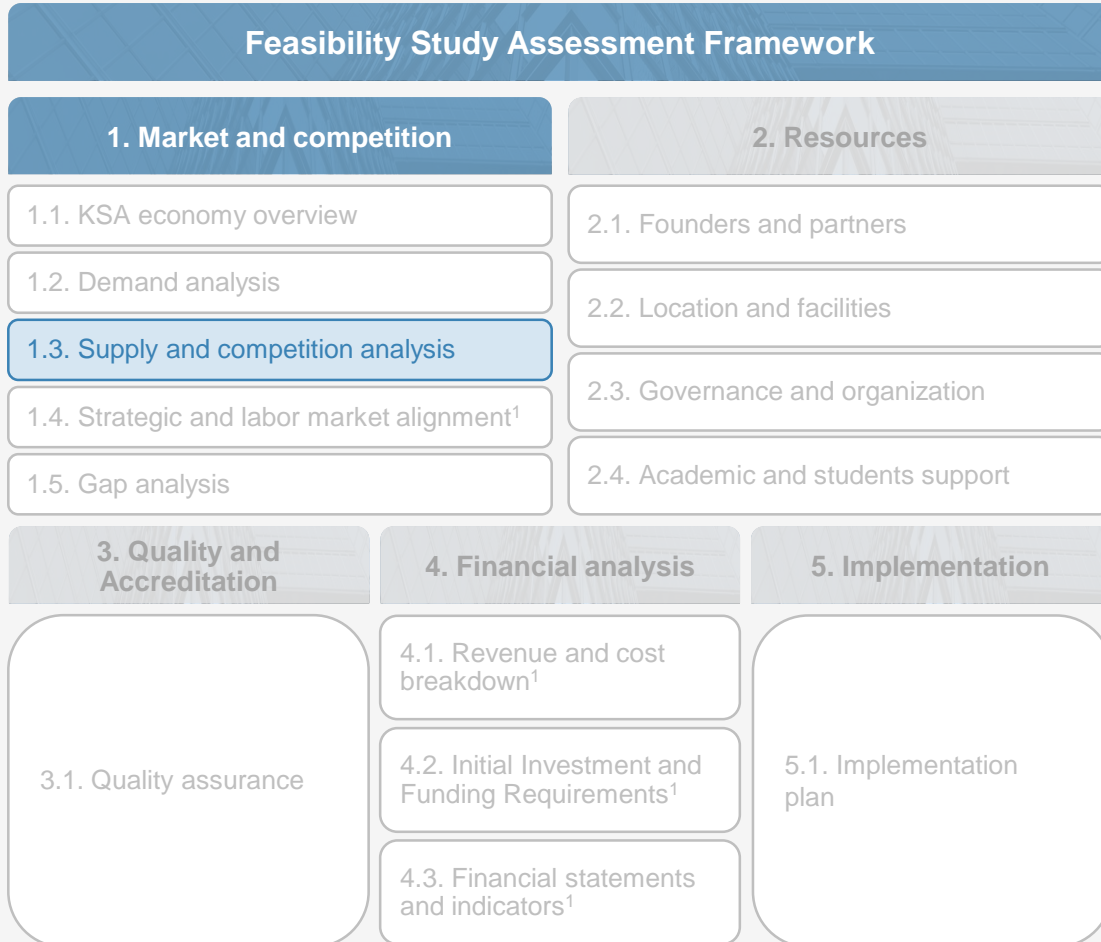 Feasibility Study Assessment Framework
1. Market and competition
1.1. KSA economy overview
1.2. Demand analysis
1.3. Supply and competition analysis
1.4. Strategic and labor market alignment¹
1.5. Gap analysis
2. Resources
2.1. Founders and partners
2.2. Location and facilities
2.3. Governance and organization
2.4. Academic and students support
3. Quality and
Accreditation
3.1. Quality assurance
4. Financial analysis
4.1. Revenue and cost
breakdown¹
4.2. Initial Investment and
Funding Requirements¹
4.3. Financial statements
and indicators¹
5. Implementation
5.1. Implementation
plan